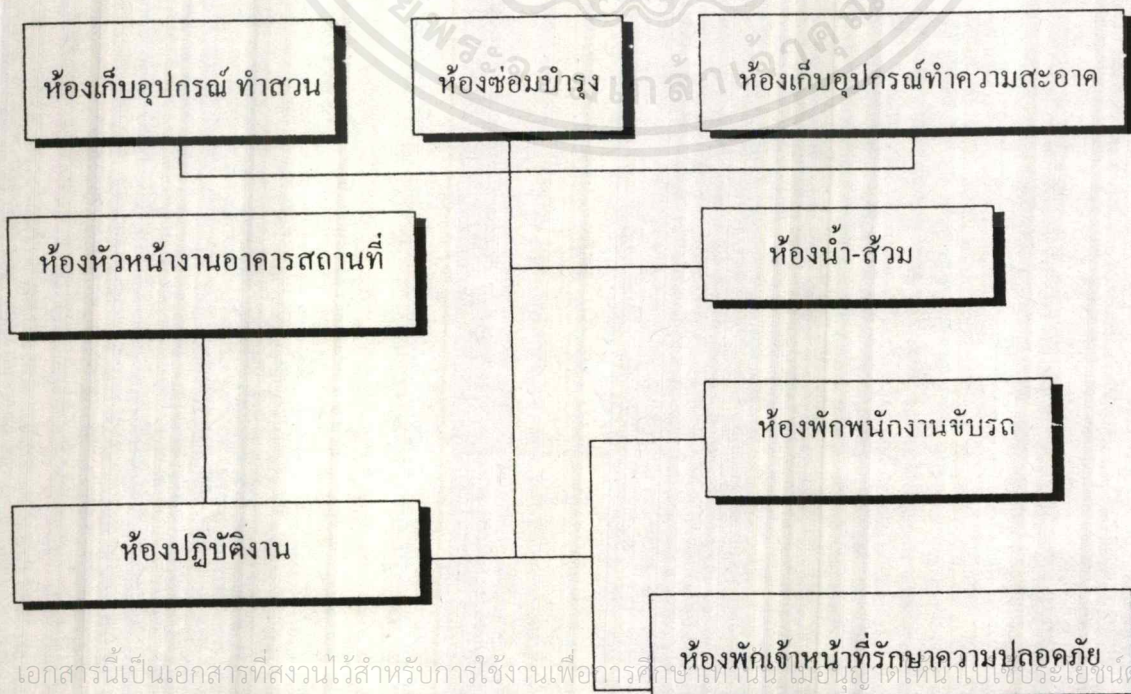 ห้องเก็บอุปกรณ์ ทำสวน
ห้องซ่อมบำรุง
ห้องเก็บอุปกรณ์ทำความสะอาด
ห้องหัวหน้างานอาคารสถานที่
ห้องน้ำ-ส้วม
ห้องพักพนักงานขับรถ
ห้องปฏิบัติงาน
ห้องพักเจ้าหน้าที่รักษาความปลอดภัย
เอกสารนี้เป็นเอกสารที่สงวนไว้สำหรับการใช้งานเพื่อการศึกษาเท่านั้น ไม่อนุญาตให้นำไปใช้ประโยชน์